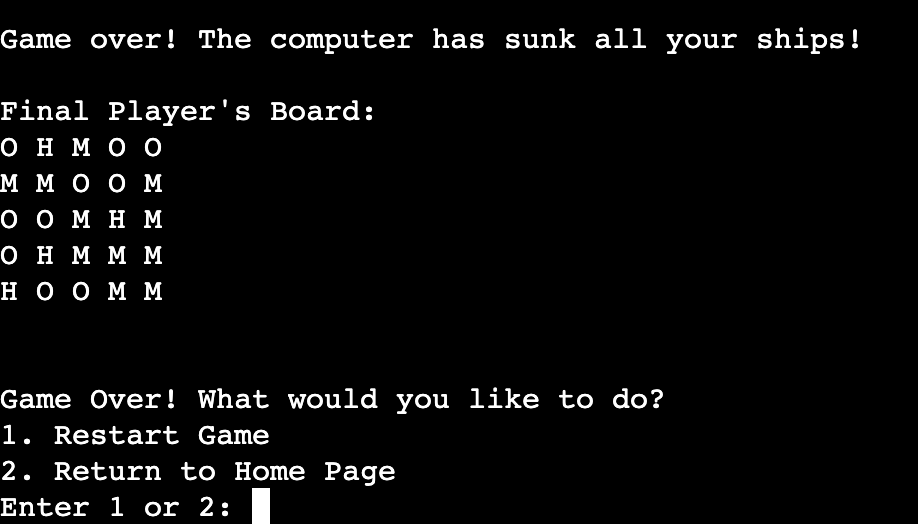 Game over! The computer has sunk all your ships!
Final Player's Board:
O H M O O
M M O O M
O O M H M
O H M M M
H O O M M
Game Over! What would you like to do?
1. Restart Game
2. Return to Home Page
Enter 1 or 2: